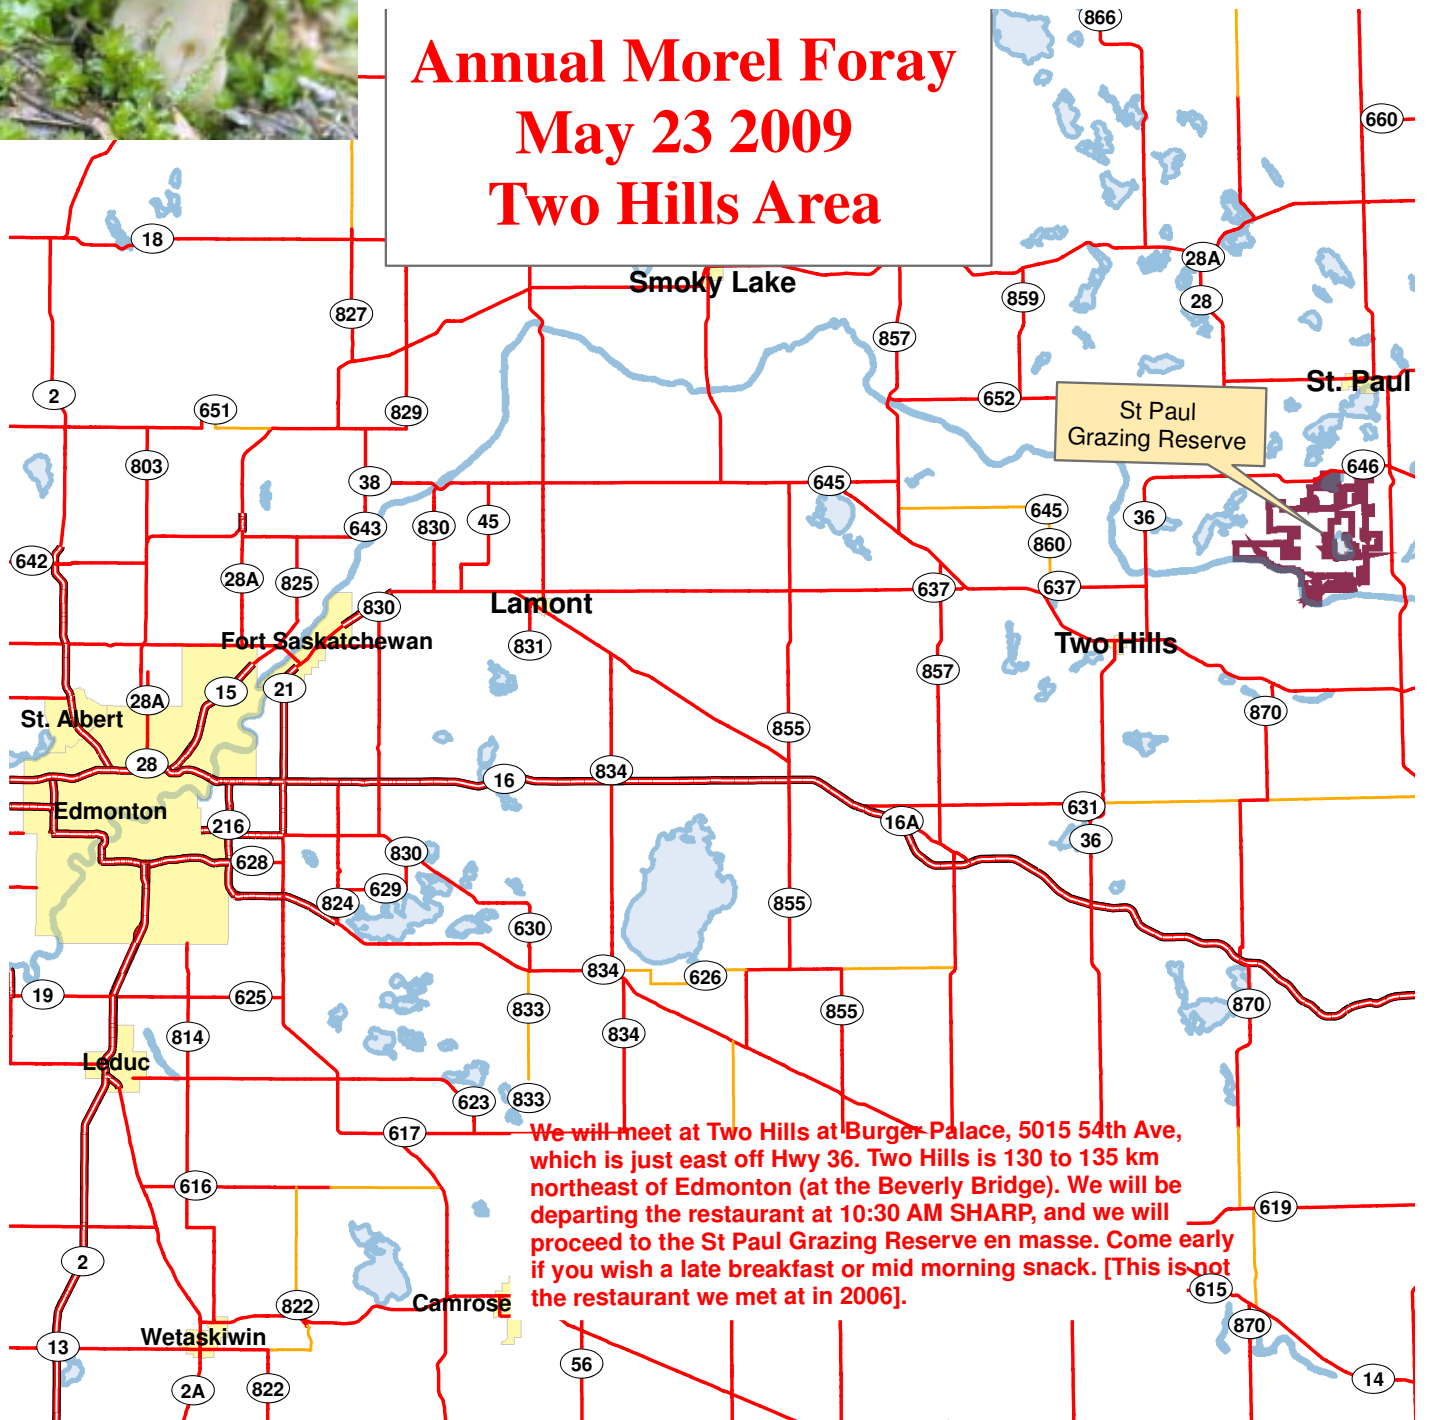 Annual Morel Foray
May 23 2009
Two Hills Area
866
660
18
28A
Smoky Lake
859
28
827
857
St. Paul
2
651
829
652
St Paul
Grazing Reserve
803
38
645
646
643
830
45
645
36
642
860
28A
825
637
637
830
Lamont
Fort Saskatchewan
831
Two Hills
857
15
21
28A
870
St. Albert
855
28
16
834
Edmonton
631
216
16A
36
830
628
629
824
855
630
834
626
19
625
870
833
855
814
834
Leduc
623
833
617
We will meet at Two Hills at Burger Palace, 5015 54th Ave,
which is just east off Hwy 36. Two Hills is 130 to 135 km
northeast of Edmonton (at the Beverly Bridge). We will be
departing the restaurant at 10:30 AM SHARP, and we will
proceed to the St Paul Grazing Reserve en masse. Come early
if you wish a late breakfast or mid morning snack. [This is not
the restaurant we met at in 2006].
616
619
2
615
822
Camrose
870
Wetaskiwin
13
56
14
2A
822